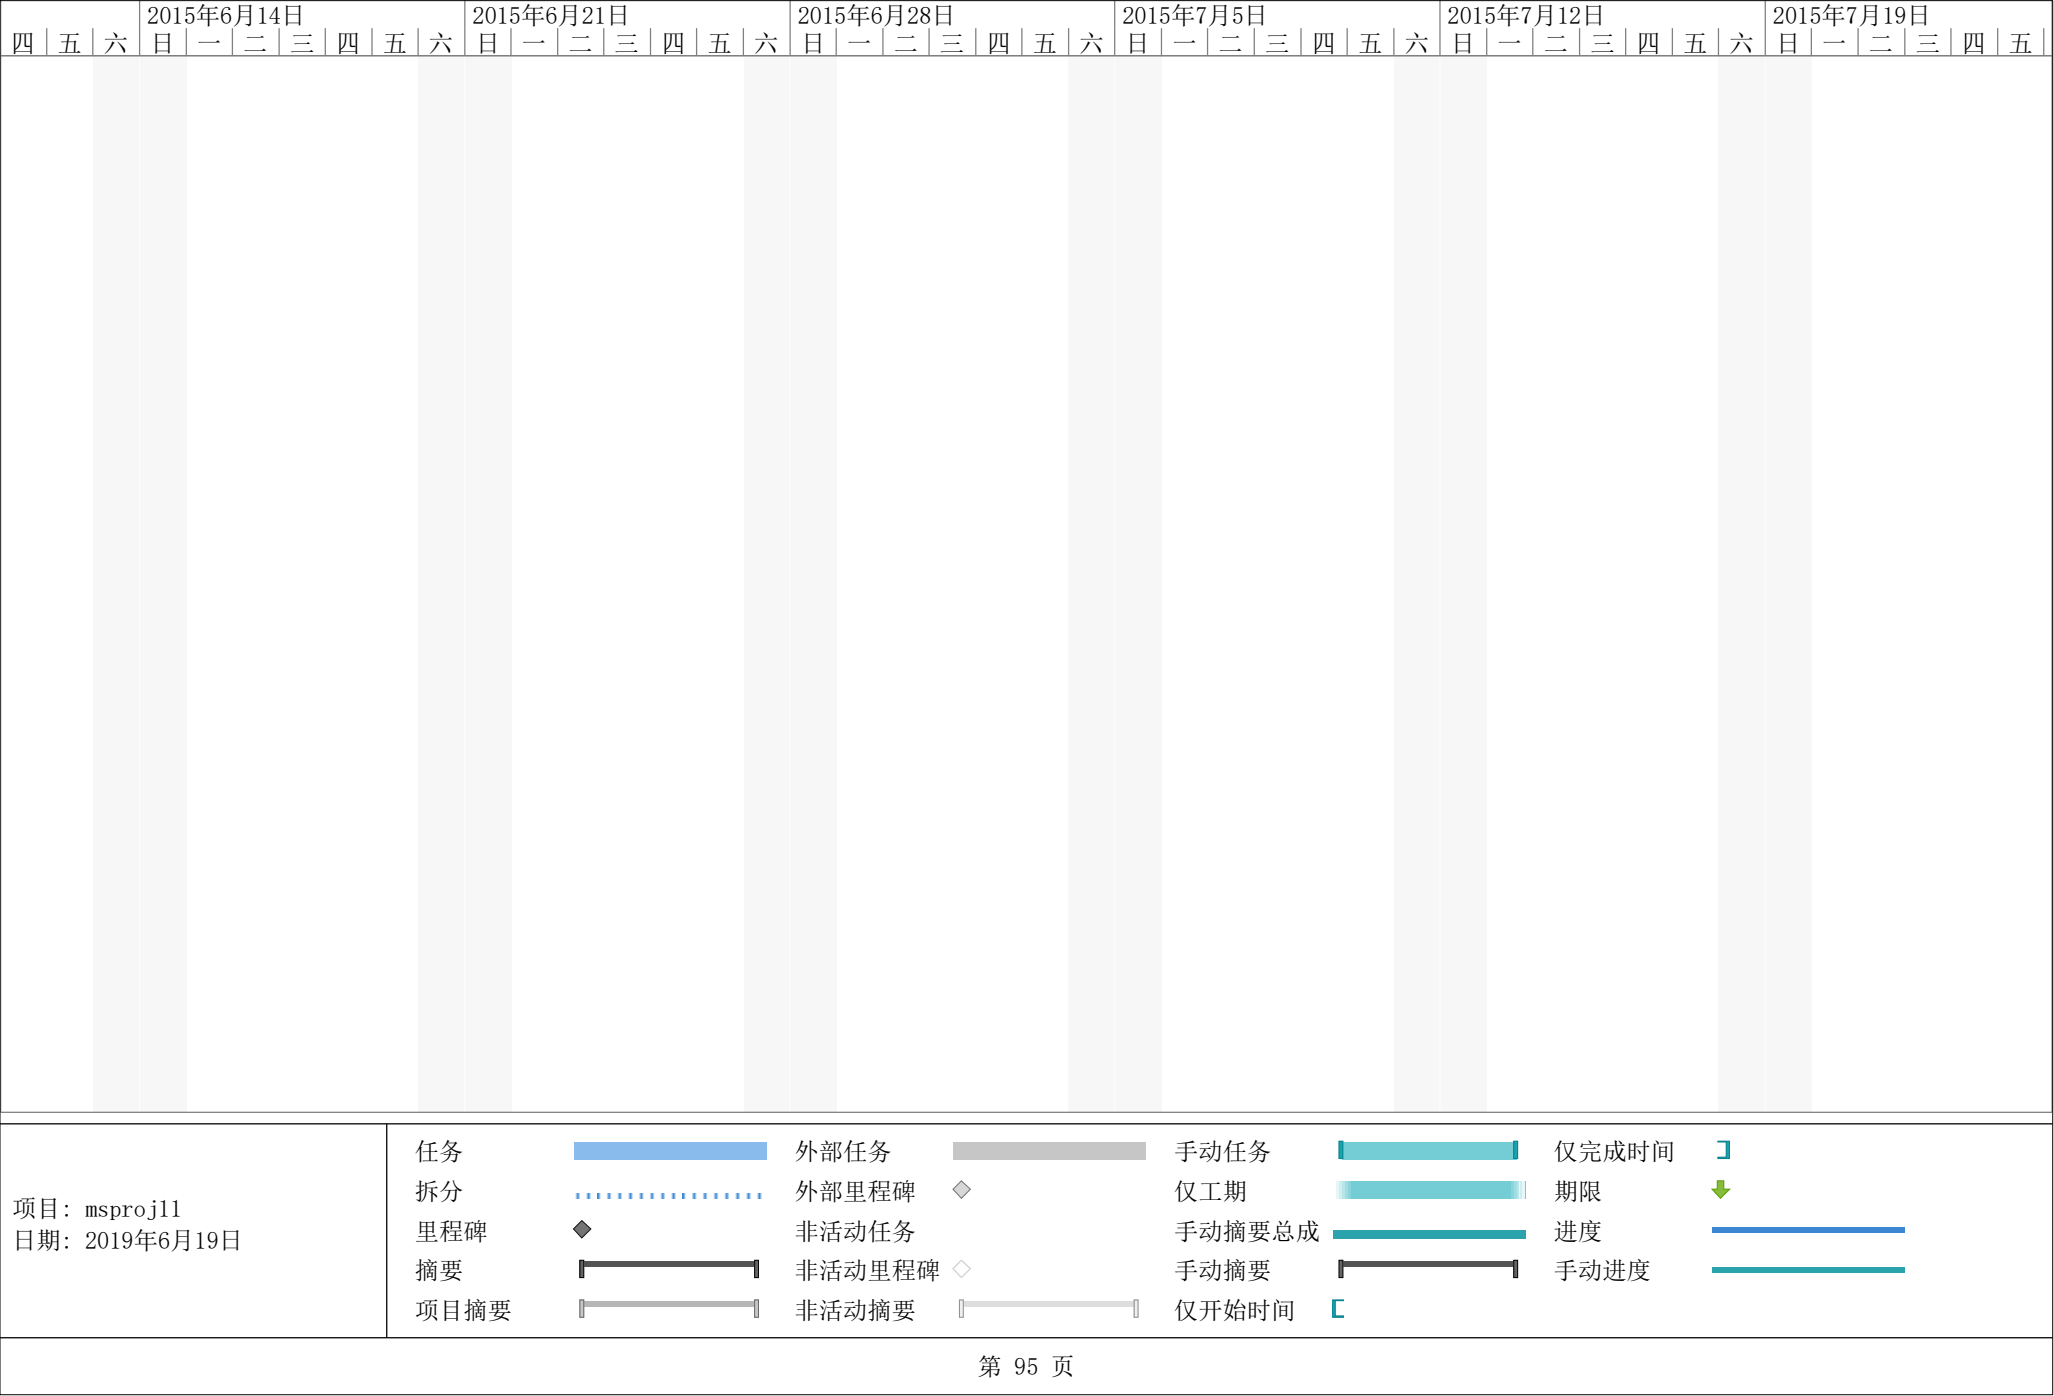 2015年6月14日 2015年6月21日 2015年6月28日 2015年7月5日 2015年7月12日 2015年7月19日
四 五 六 日 一 二 三 四 五 六 日 一 二 三 四 五 六 日 一 二 三 四 五 六 日 一 二 三 四 五 六 日 一 二 三 四 五 六 日 一 二 三 四 五
项目: msproj11
日期: 2019年6月19日
任务 外部任务 手动任务 仅完成时间
拆分 外部里程碑 仅工期 期限
里程碑 非活动任务 手动摘要总成 进度
摘要 非活动里程碑 手动摘要 手动进度
项目摘要 非活动摘要 仅开始时间
第 95 页